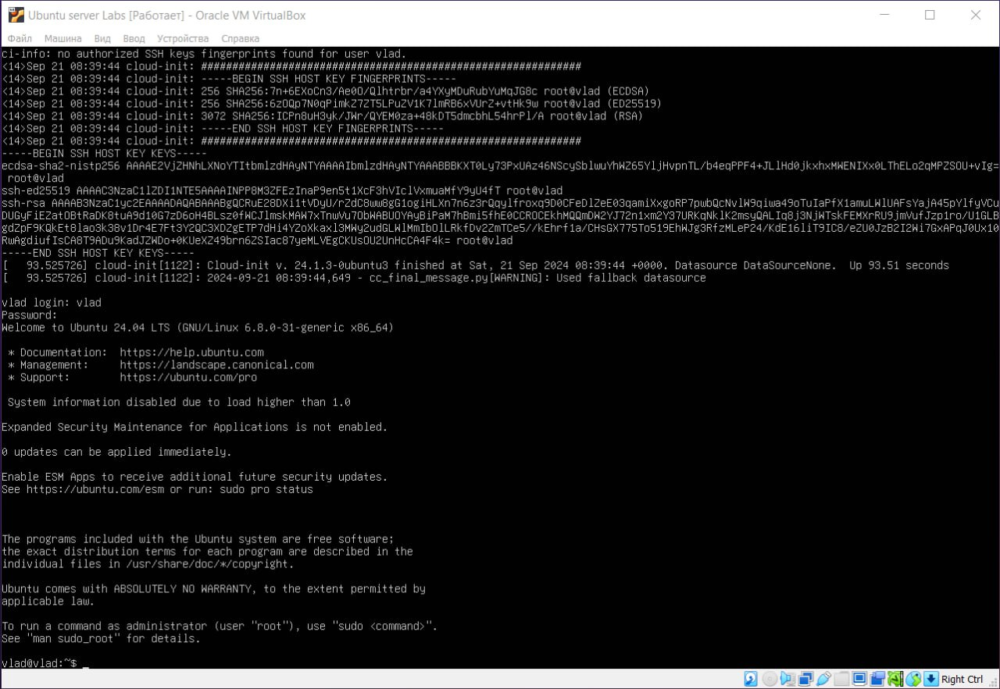 Ubuntu server Labs [Работает] - Oracle VM VirtualBox
Файл Машина Вид Ввод Устройства Справка
ci-info: no authorized SSH keys fingerprints found for user vlad.
<14>Sep 21 08:39:44 cloud-init: #############################################################
<14>Sep 21 08:39:44 cloud-init: -----BEGIN SSH HOST KEY FINGERPRINTS-----
<14>Sep 21 08:39:44 cloud-init: 256 SHA256:7n+6EXoCn3/Ae0O/Qlhtrbr/a4YXyMDuRubYuMqJG8c root@vlad (ECDSA)
<14>Sep 21 08:39:44 cloud-init: 256 SHA256:6zOQp7N0qPimkZ7ZT5LPuZV1K7lmRB6xVUrZ+vtHk9w root@vlad (ED25519)
<14>Sep 21 08:39:44 cloud-init: 3072 SHA256:ICPn8uH3yk/JWr/QYEM0za+48kDT5dmcbhL54hrPl/A root@vlad (RSA)
<14>Sep 21 08:39:44 cloud-init: -----END SSH HOST KEY FINGERPRINTS-----
<14>Sep 21 08:39:44 cloud-init: #############################################################
-----BEGIN SSH HOST KEY KEYS-----
ecdsa-sha2-nistp256 AAAAE2VjZHNhLXNoYTItbmlzdHAyNTYAAAAIbmlzdHAyNTYAAABBBKXT0Ly73PxUAz46NScySblwuYhWZ65YljHvpnTL/b4eqPPF4+JLlHd0jkxhxMWENIXx0LThELo2qMPZSOU+vIg=
root@vlad
ssh-ed25519 AAAAC3NzaC1lZDI1NTE5AAAAINPP8M3ZFEzInaP9en5t1XcF3hVIclVxmuaMfY9yU4fT root@vlad
ssh-rsa AAAAB3NzaC1yc2EAAAADAQABAAABgQCRuE28DXi1tVDyU/rZdC8ww8gG1ogiHLXn7n6z3rQqylfroxq9D0CFeDlZeE03qamiXxgoRP7pwbQcNvlW9qiwa49oTuIaPfX1amuLWlUAFsYajA45pYlfyVCu
DUGyFiEZatOBtRaDK8tuA9d10G7zD6oH4BLsz0fWCJlmskMAW7xTnwVu7ObWABUOYAyBiPaM7hBmi5fhE0CCROCEkhMQQmDW2YJ72n1xm2Y37URKqNklK2msyQALIq8j3NjWTskFEMXrRU9jmVufJzp1ro/U1GLB
gdZpF9KQkEt8lao3k38v1Dr4E7Ft3Y2QC3XDZgETP7dHi4YZoXkaxl3MWy2udGLWlMmIbOlLRkfDv2ZmTCe5//kEhrf1a/CHsGX775To519EhWJg3RfzMLeP24/KdE16liT9IC8/eZU0JzB2I2Wi7GxAPqJ0Ux10
RwAgdiufIsCA8T9ADu9KadJZWDo+0KUeXZ49brn6ZSIac87yeMLVEgCKUsOU2UnHcCA4F4k= root@vlad
-----END SSH HOST KEY KEYS-----
[   93.525726] cloud-init[1122]: Cloud-init v. 24.1.3-0ubuntu3 finished at Sat, 21 Sep 2024 08:39:44 +0000. Datasource DataSourceNone.  Up 93.51 seconds
[   93.525726] cloud-init[1122]: 2024-09-21 08:39:44,649 - cc_final_message.py[WARNING]: Used fallback datasource
vlad login: vlad
Password:
Welcome to Ubuntu 24.04 LTS (GNU/Linux 6.8.0-31-generic x86_64)
* Documentation:  https://help.ubuntu.com
* Management:     https://landscape.canonical.com
* Support:        https://ubuntu.com/pro
System information disabled due to load higher than 1.0
Expanded Security Maintenance for Applications is not enabled.
0 updates can be applied immediately.
Enable ESM Apps to receive additional future security updates.
See https://ubuntu.com/esm or run: sudo pro status
The programs included with the Ubuntu system are free software;
the exact distribution terms for each program are described in the
individual files in /usr/share/doc/*/copyright.
Ubuntu comes with ABSOLUTELY NO WARRANTY, to the extent permitted by
applicable law.
To run a command as administrator (user "root"), use "sudo <command>".
See "man sudo_root" for details.
vlad@vlad:~$ _
Right Ctrl